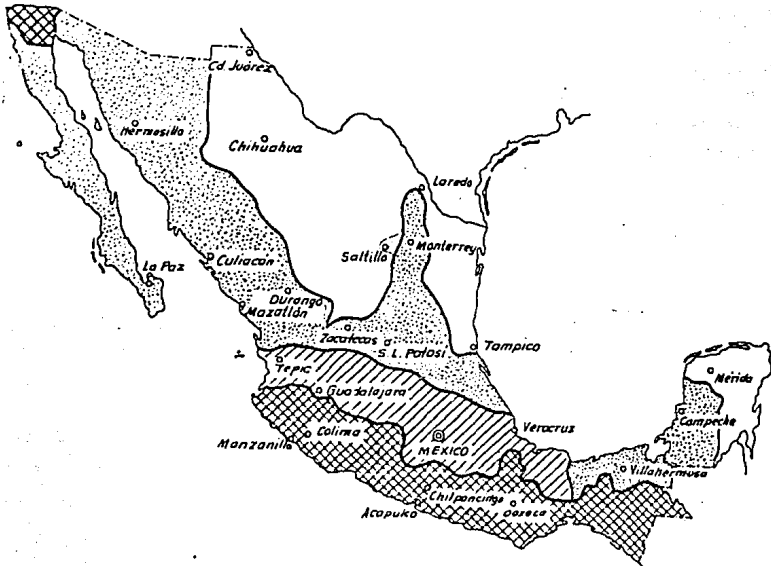 Cd. Juárez
Hermosillo
Chihuahua
Laredo
Saltillo
Monterrey
Culiacán
La Paz
Durango
Mazatlán
Zacatecas
S. L. Potosi
Tampico
Tepic
Mérida
Guadalajara
Campeche
Veracruz
Colima
Manzanillo
MEXICO
Villahermosa
Chilpancingo
Oaxaca
Acapulco